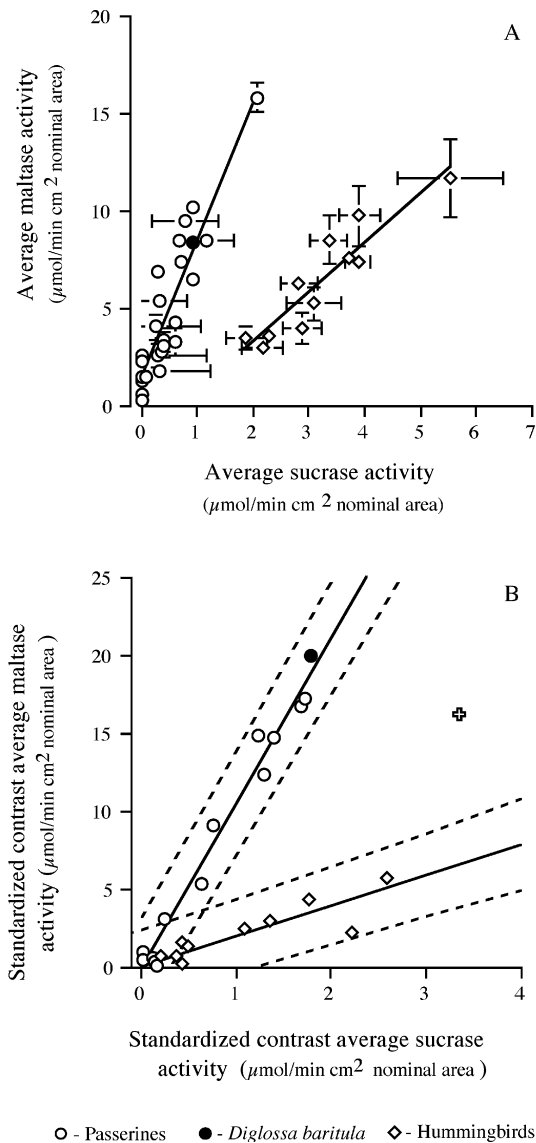 A
Average maltase activity
(µmol/min cm 2 nominal area)
20
15
10
5
0
0 1 2 3 4 5 6 7
Average sucrase activity
(µmol/min cm 2 nominal area)
B
Standardized contrast average maltase
activity (µmol/min cm2 nominal area )
25
20
15
10
5
0
0 1 2 3 4
Standardized contrast average sucrase
activity (µmol/min cm2 nominal area )
- Passerines - Diglossa baritula - Hummingbirds